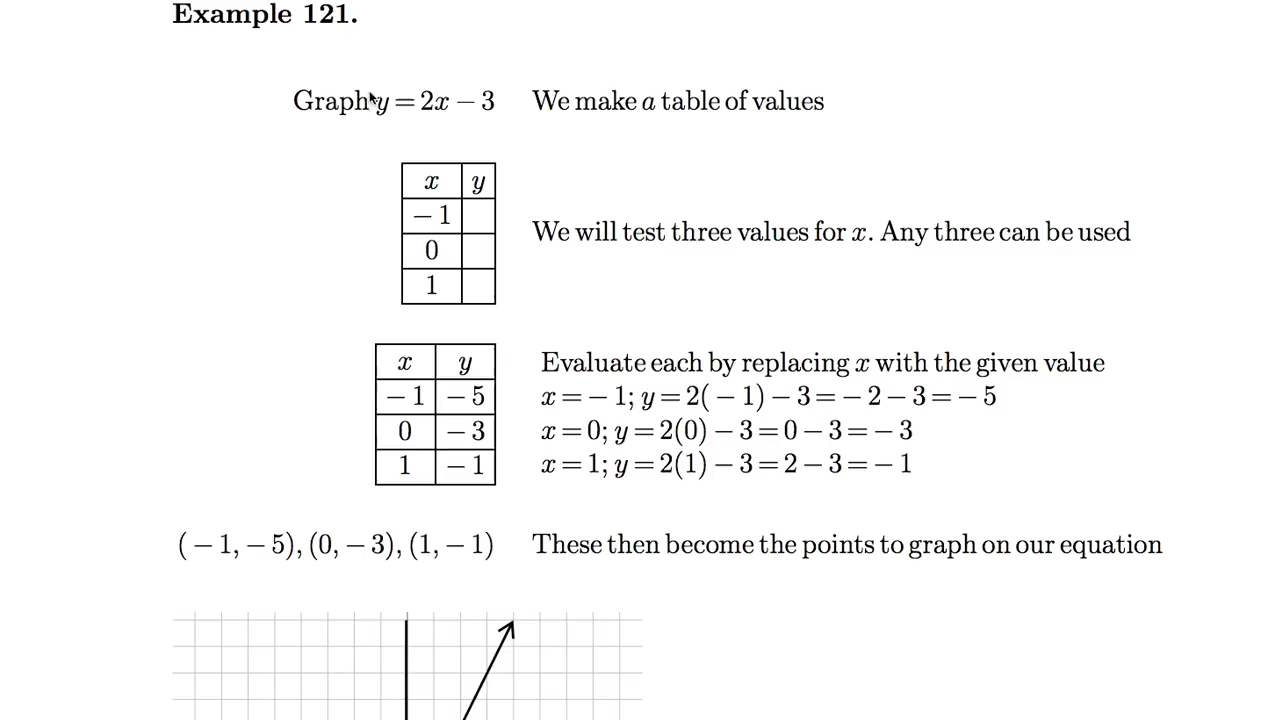 Example 121.
Graph y = 2x − 3 We make a table of values
x y
− 1
0
1
We will test three values for x. Any three can be used
x y
− 1 − 5
0 − 3
1 − 1
Evaluate each by replacing x with the given value
x = − 1; y = 2( − 1) − 3 = − 2 − 3 = − 5
x = 0; y = 2(0) − 3 = 0 − 3 = − 3
x = 1; y = 2(1) − 3 = 2 − 3 = − 1
( − 1, − 5), (0, − 3), (1, − 1) These then become the points to graph on our equation